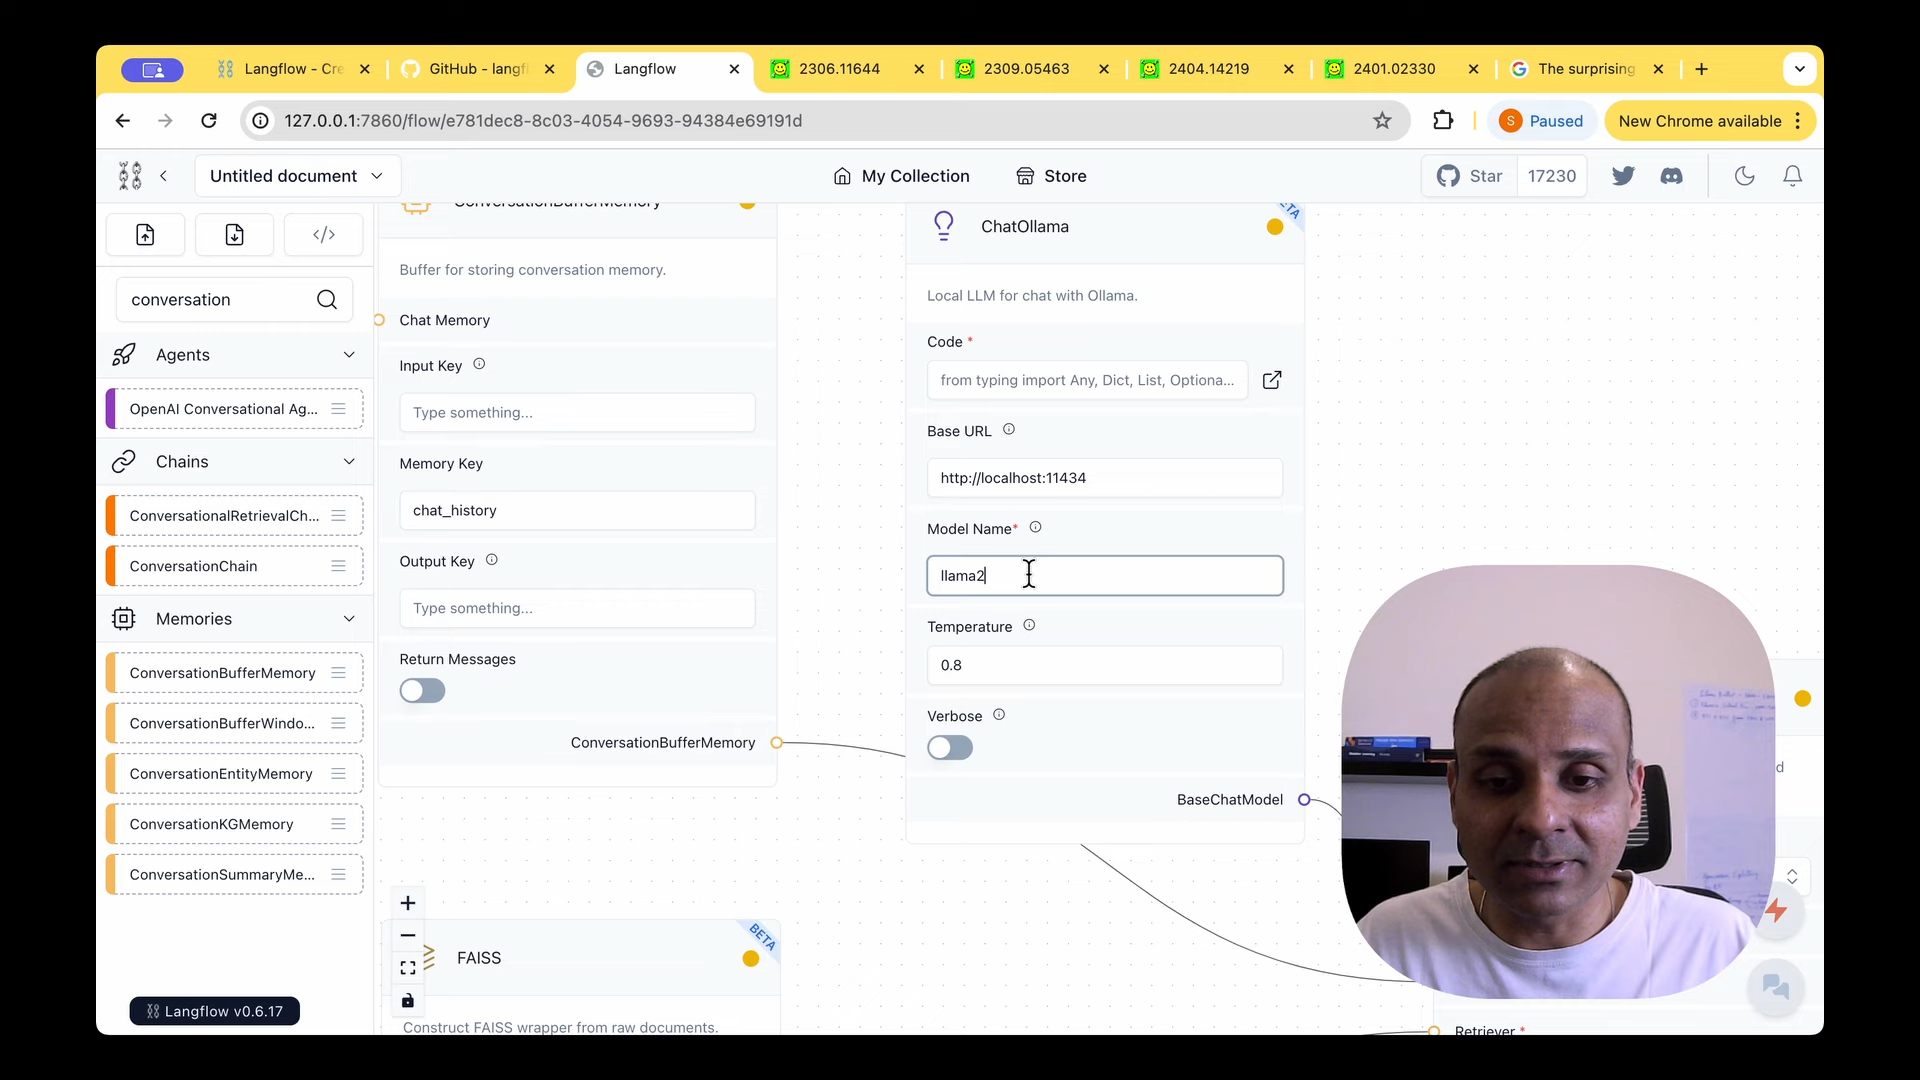 Langflow - Cre
GitHub - langfl
Langflow
2306.11644
2309.05463
2404.14219
2401.02330
The surprising
127.0.0.1:7860/flow/e781dec8-8c03-4054-9693-94384e69191d
S
Paused
New Chrome available
Untitled document
My Collection
Store
Star
17230
conversation
Agents
OpenAI Conversational Ag...
Chains
ConversationalRetrievalCh...
ConversationChain
Memories
ConversationBufferMemory
ConversationBufferWindo...
ConversationEntityMemory
ConversationKGMemory
ConversationSummaryMe...
Langflow v0.6.17
ConversationBufferMemory
Buffer for storing conversation memory.
Chat Memory
Input Key
Type something...
Memory Key
chat_history
Output Key
Type something...
Return Messages
ConversationBufferMemory
FAISS
BETA
Construct FAISS wrapper from raw documents.
ChatOllama
Local LLM for chat with Ollama.
Code *
from typing import Any, Dict, List, Optiona...
Base URL
http://localhost:11434
Model Name*
llama2
Temperature
0.8
Verbose
BaseChatModel
Retriever *